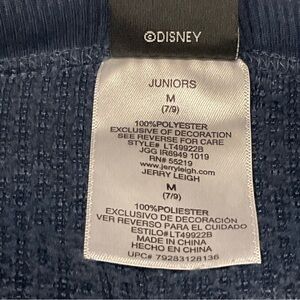 ©DISNEY
JUNIORS
M
(7/9)
100%POLYESTER
EXCLUSIVE OF DECORATION
SEE REVERSE FOR CARE
STYLE# LT49922B
JGG IR8949 1019
RN# 55219
www.jerryleigh.com
JERRY LEIGH
M
(7/9)
100%POLIESTER
EXCLUSIVO DE DECORACIÓN
VER REVERSO PARA EL CUIDADO
ESTILO#LT49922B
MADE IN CHINA
HECHO EN CHINA
UPC# 79283128136